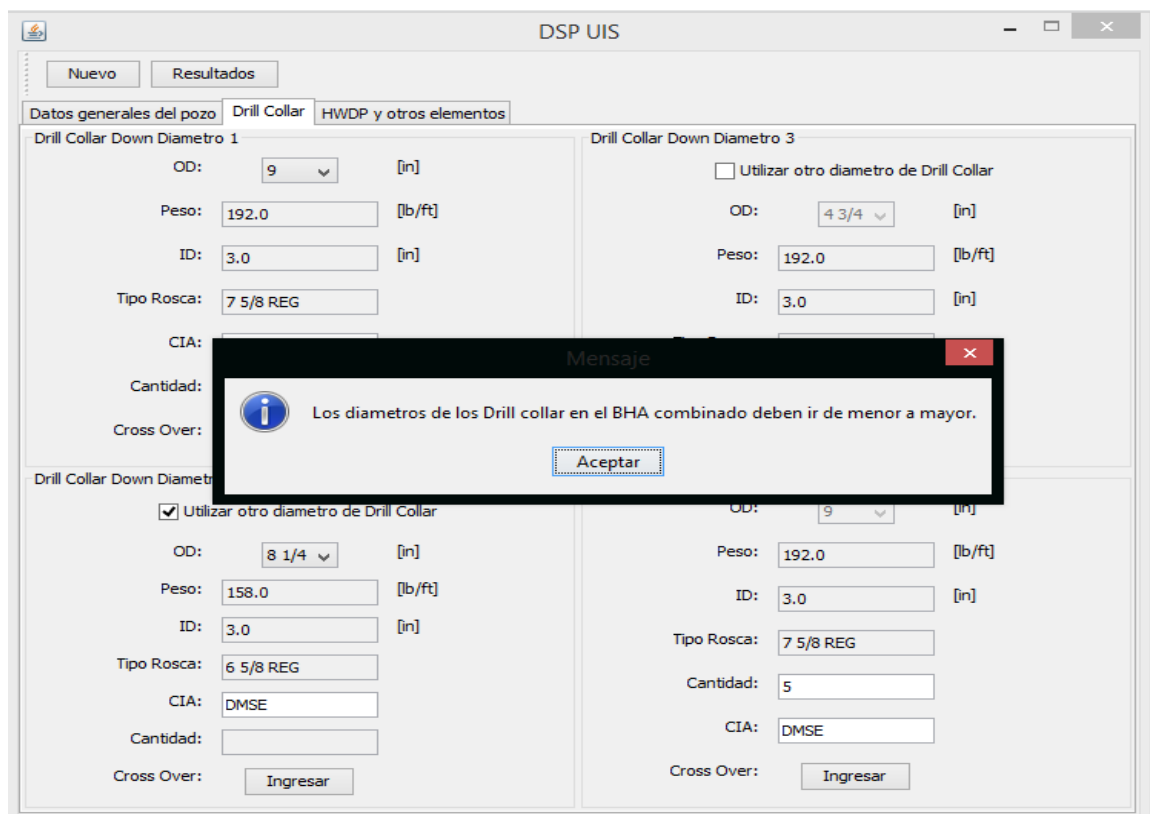 DSP UIS
Nuevo Resultados
Datos generales del pozo Drill Collar HWDP y otros elementos
Drill Collar Down Diametro 1
OD: 9 [in]
Peso: 192.0 [lb/ft]
ID: 3.0 [in]
Tipo Rosca: 7 5/8 REG
CIA:
Cantidad:
Cross Over:
Drill Collar Down Diametro 3
Utilizar otro diametro de Drill Collar
OD: 4 3/4 [in]
Peso: 192.0 [lb/ft]
ID: 3.0 [in]
Mensaje
Los diametros de los Drill collar en el BHA combinado deben ir de menor a mayor.
Aceptar
Drill Collar Down Diametr
Utilizar otro diametro de Drill Collar
OD: 8 1/4 [in]
Peso: 158.0 [lb/ft]
ID: 3.0 [in]
Tipo Rosca: 6 5/8 REG
CIA: DMSE
Cantidad:
Cross Over: Ingresar
OD: 9 [in]
Peso: 192.0 [lb/ft]
ID: 3.0 [in]
Tipo Rosca: 7 5/8 REG
Cantidad: 5
CIA: DMSE
Cross Over: Ingresar